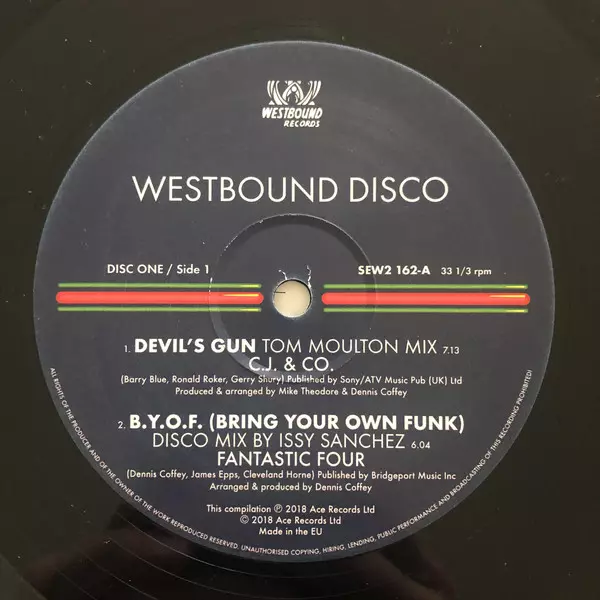 WESTBOUND
RECORDS
WESTBOUND DISCO
DISC ONE / Side 1
SEW2 162-A 33 1/3 rpm
1. DEVIL'S GUN TOM MOULTON MIX 7.13
C.J. & CO.
(Barry Blue, Ronald Roker, Gerry Shury) Published by Sony/ATV Music Pub (UK) Ltd
Produced & arranged by Mike Theodore & Dennis Coffey
2. B.Y.O.F. (BRING YOUR OWN FUNK)
DISCO MIX BY ISSY SANCHEZ 6.04
FANTASTIC FOUR
(Dennis Coffey, James Epps, Cleveland Horne) Published by Bridgeport Music Inc
Arranged & produced by Dennis Coffey
This compilation ℗ 2018 Ace Records Ltd
© 2018 Ace Records Ltd
Made in the EU
ALL RIGHTS OF THE PRODUCER AND OF THE OWNER OF THE WORK REPRODUCED RESERVED. UNAUTHORISED COPYING, HIRING, LENDING, PUBLIC PERFORMANCE AND BROADCASTING OF THIS RECORDING PROHIBITED!